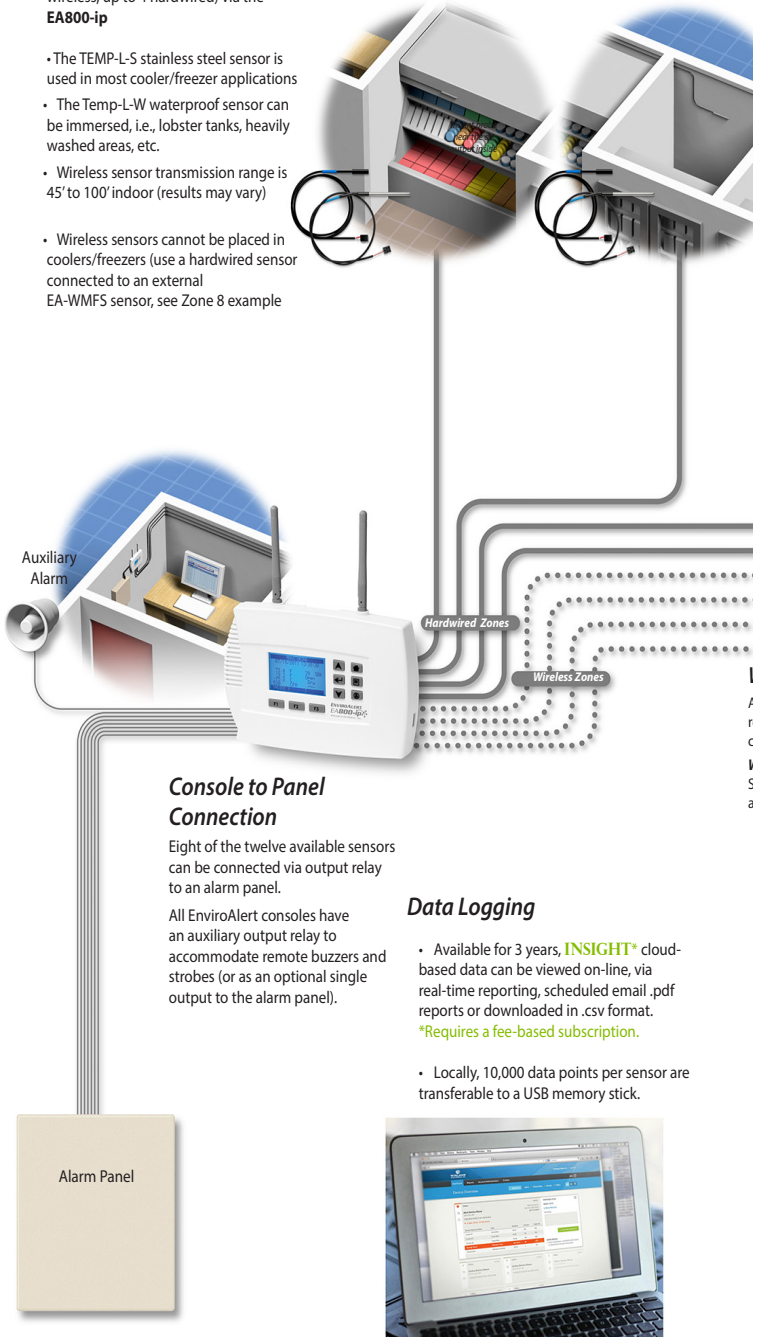 EA800-ip
• The TEMP-L-S stainless steel sensor is
used in most cooler/freezer applications
• The Temp-L-W waterproof sensor can
be immersed, i.e., lobster tanks, heavily
washed areas, etc.
• Wireless sensor transmission range is
45’ to 100’ indoor (results may vary)
• Wireless sensors cannot be placed in
coolers/freezers (use a hardwired sensor
connected to an external
EA-WMFS sensor, see Zone 8 example
Auxiliary
Alarm
Hardwired Zones
Wireless Zones
F1 F2 F3
ENVIROALERT
EA800-ip
Console to Panel
Connection
Eight of the twelve available sensors
can be connected via output relay
to an alarm panel.
All EnviroAlert consoles have
an auxiliary output relay to
accommodate remote buzzers and
strobes (or as an optional single
output to the alarm panel).
Data Logging
• Available for 3 years, INSIGHT* cloud-
based data can be viewed on-line, via
real-time reporting, scheduled email .pdf
reports or downloaded in .csv format.
*Requires a fee-based subscription.
• Locally, 10,000 data points per sensor are
transferable to a USB memory stick.
Alarm Panel